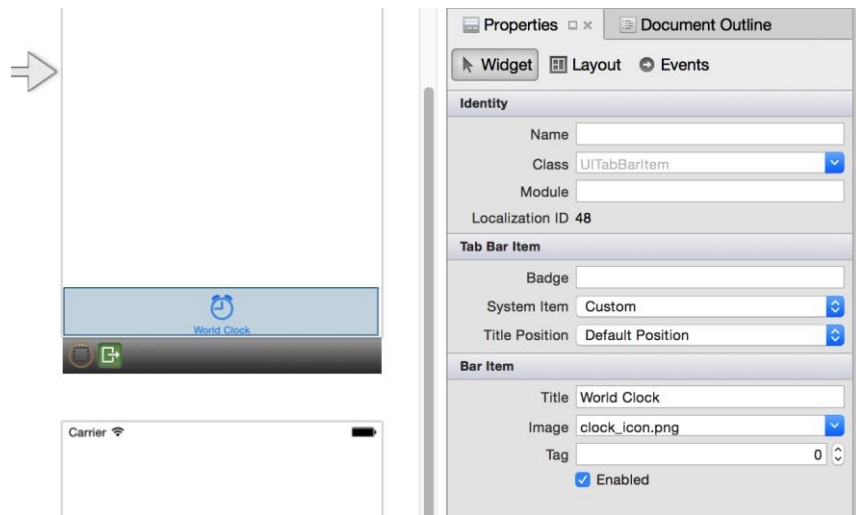 Properties
Document Outline
Widget
Layout
Events
Identity
Name
Class UITabBarItem
Module
Localization ID 48
Tab Bar Item
Badge
System Item Custom
Title Position Default Position
Bar Item
Title World Clock
Image clock_icon.png
Tag 0
Enabled
World Clock
Carrier